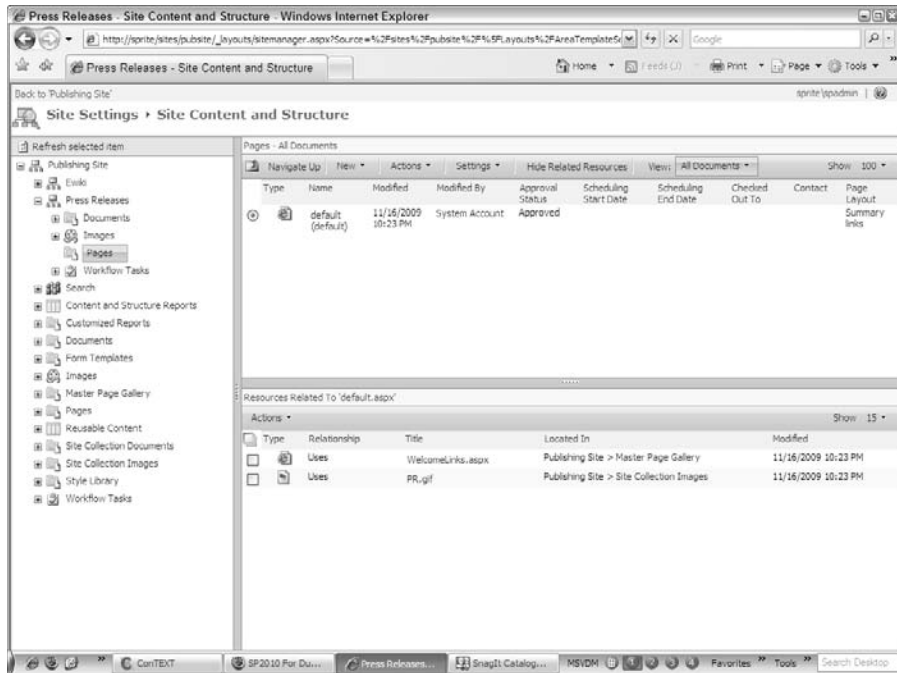 Press Releases - Site Content and Structure - Windows Internet Explorer
http://sprite/sites/pubsite/_layouts/sitemanager.aspx?Source=%2Fsites%2Fpubsite%2F%5FLayouts%2FAreaTemplateSe
Google
Press Releases - Site Content and Structure
Home Feeds (J) Print Page Tools »
Back to 'Publishing Site'
sprite\spadmin |
Site Settings ▸ Site Content and Structure
Refresh selected item
Publishing Site
Ewiki
Press Releases
Documents
Images
Pages
Workflow Tasks
Search
Content and Structure Reports
Customized Reports
Documents
Form Templates
Images
Master Page Gallery
Pages
Reusable Content
Site Collection Documents
Site Collection Images
Style Library
Workflow Tasks
Pages - All Documents
Navigate Up New Actions Settings Hide Related Resources View: All Documents Show 100
Type Name Modified Modified By Approval Status Scheduling Start Date Scheduling End Date Checked Out To Contact Page Layout
default (default) 11/16/2009 10:23 PM System Account Approved Summary links
Resources Related To 'default.aspx'
Actions Show 15
Type Relationship Title Located In Modified
Uses WelcomeLinks.aspx Publishing Site > Master Page Gallery 11/16/2009 10:23 PM
Uses PR.gif Publishing Site > Site Collection Images 11/16/2009 10:23 PM
» ConTEXT SP2010 For Du... Press Releases... SnagIt Catalog... MSVDM 1 2 3 4 Favorites » Tools » Search Desktop